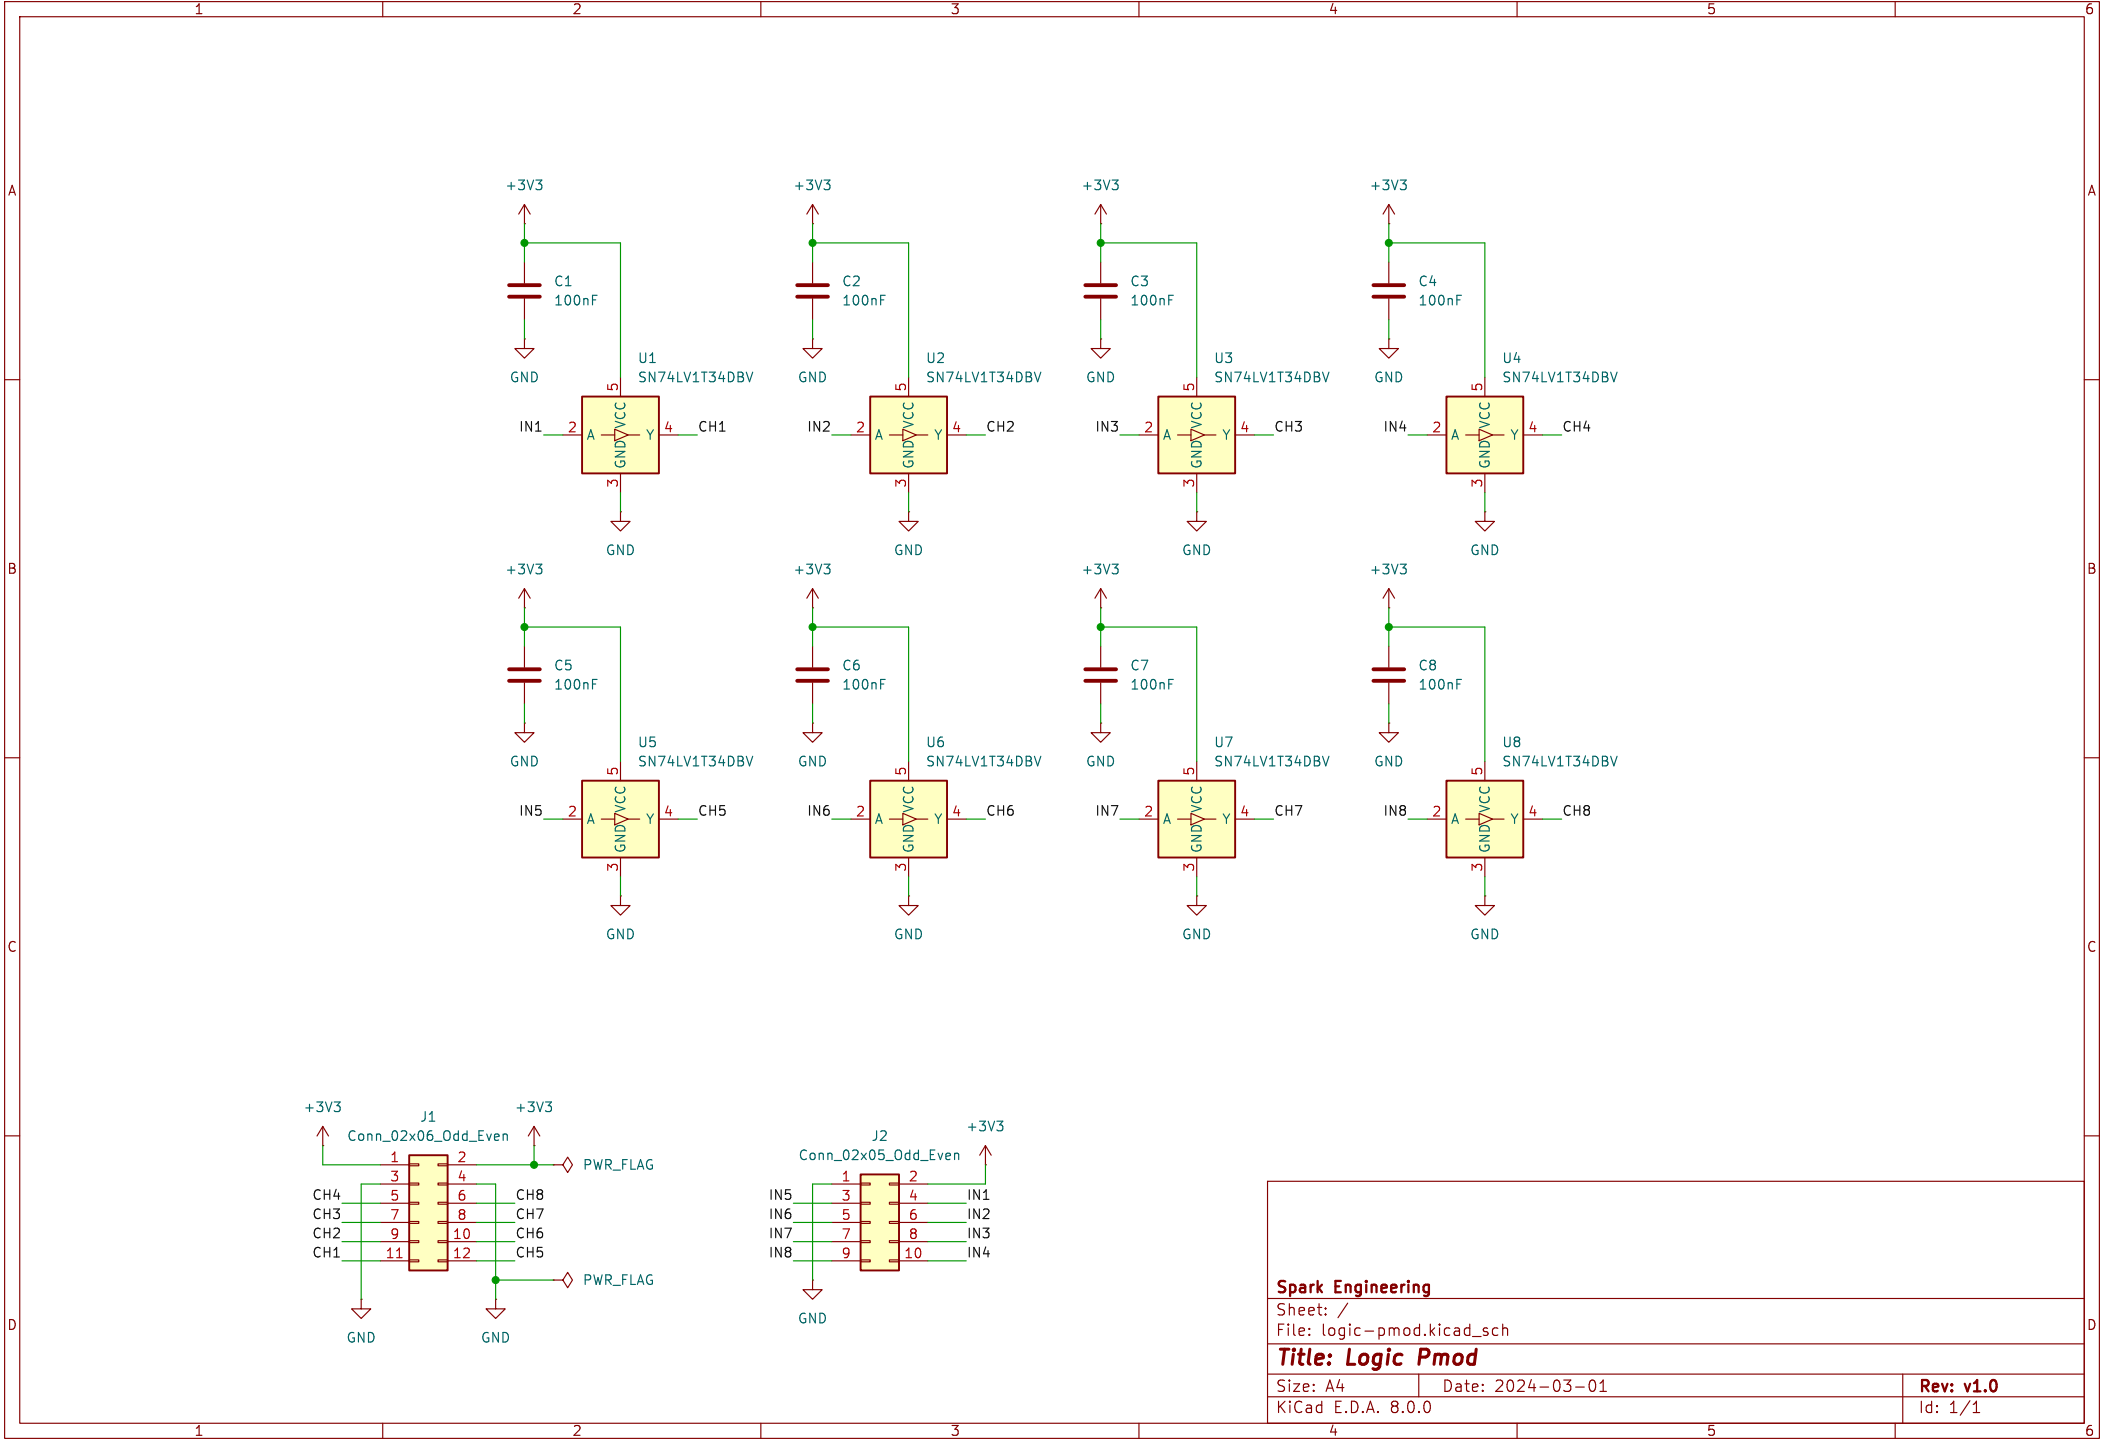 1 2 3 4 5 6
A A
+3V3 +3V3 +3V3 +3V3
C1 C2 C3 C4
100nF 100nF 100nF 100nF
U1 U2 U3 U4
GND SN74LV1T34DBV GND SN74LV1T34DBV GND SN74LV1T34DBV GND SN74LV1T34DBV
5 5 5 5
VCC VCC VCC VCC
IN1 2 A Y 4 CH1 IN2 2 A Y 4 CH2 IN3 2 A Y 4 CH3 IN4 2 A Y 4 CH4
GND GND GND GND
3 3 3 3
GND GND GND GND
B B
+3V3 +3V3 +3V3 +3V3
C5 C6 C7 C8
100nF 100nF 100nF 100nF
U5 U6 U7 U8
GND SN74LV1T34DBV GND SN74LV1T34DBV GND SN74LV1T34DBV GND SN74LV1T34DBV
5 5 5 5
VCC VCC VCC VCC
IN5 2 A Y 4 CH5 IN6 2 A Y 4 CH6 IN7 2 A Y 4 CH7 IN8 2 A Y 4 CH8
GND GND GND GND
3 3 3 3
GND GND GND GND
C C
+3V3 +3V3
J1
Conn_02x06_Odd_Even
1 2 PWR_FLAG
3 4
CH4 5 6 CH8
CH3 7 8 CH7
CH2 9 10 CH6
CH1 11 12 CH5
PWR_FLAG
GND GND
+3V3
J2
Conn_02x05_Odd_Even
1 2
IN5 3 4 IN1
IN6 5 6 IN2
IN7 7 8 IN3
IN8 9 10 IN4
GND
D D
Spark Engineering
Sheet: /
File: logic-pmod.kicad_sch
Title: Logic Pmod
Size: A4 Date: 2024-03-01 Rev: v1.0
KiCad E.D.A. 8.0.0 Id: 1/1
1 2 3 4 5 6